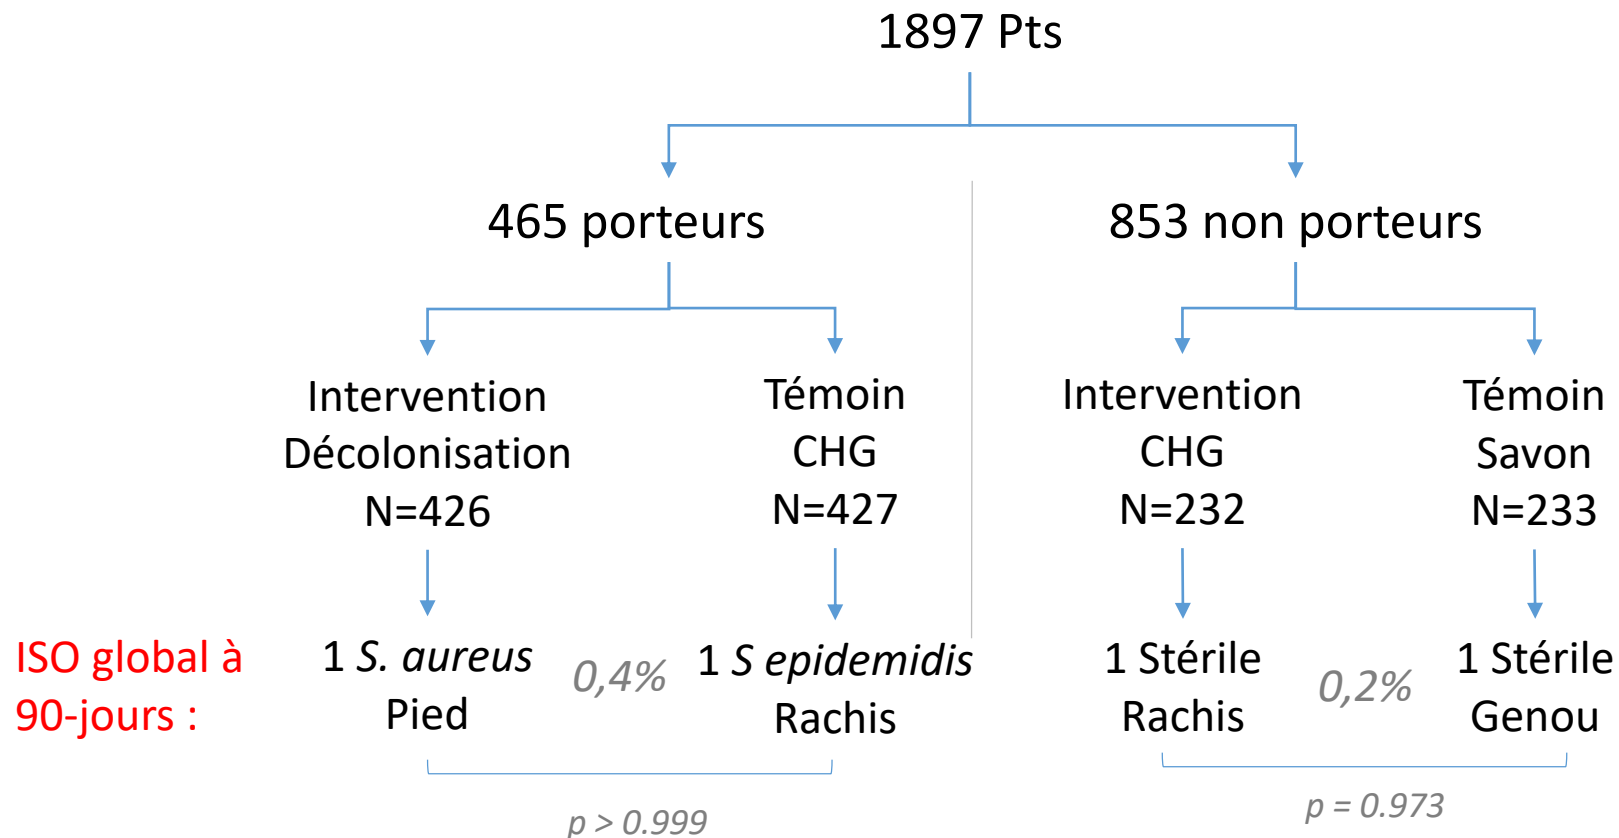 1897 Pts
465 porteurs
853 non porteurs
Intervention
Décolonisation
N=426
Témoin
CHG
N=427
Intervention
CHG
N=232
Témoin
Savon
N=233
ISO global à
90-jours :
1 S. aureus
Pied
0,4%
1 S epidemidis
Rachis
1 Stérile
Rachis
0,2%
1 Stérile
Genou
p > 0.999
p = 0.973